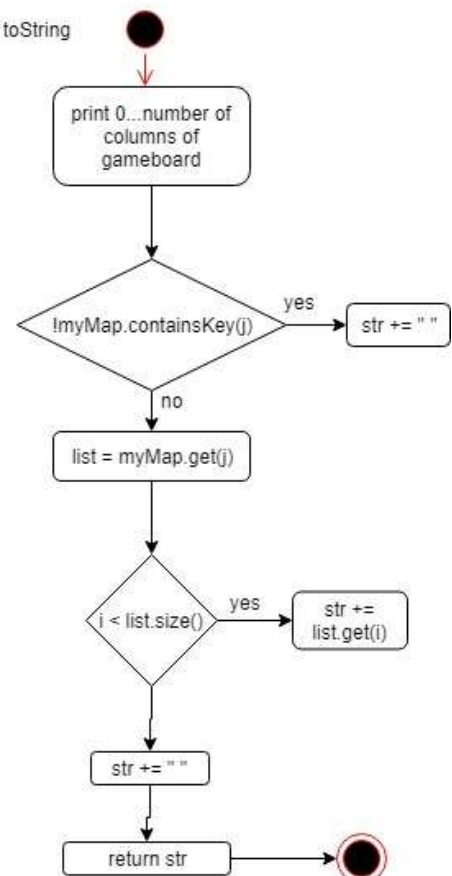 toString
print 0...number of
columns of
gameboard
!myMap.containsKey(j)
yes
str += " "
no
list = myMap.get(j)
i < list.size()
yes
str +=
list.get(i)
str += " "
return str